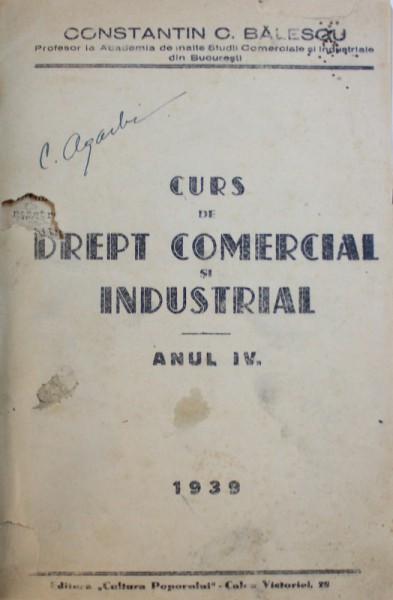 CONSTANTIN C. BĂLESCU
Profesor la Academia de Inalte Studii Comerciale și Industriale
din București
C. Agarbi
CURS
DE
DREPT COMERCIAL
ȘI
INDUSTRIAL
ANUL IV.
1939
Editura „Cultura Poporului" - Calea Victoriei, 28